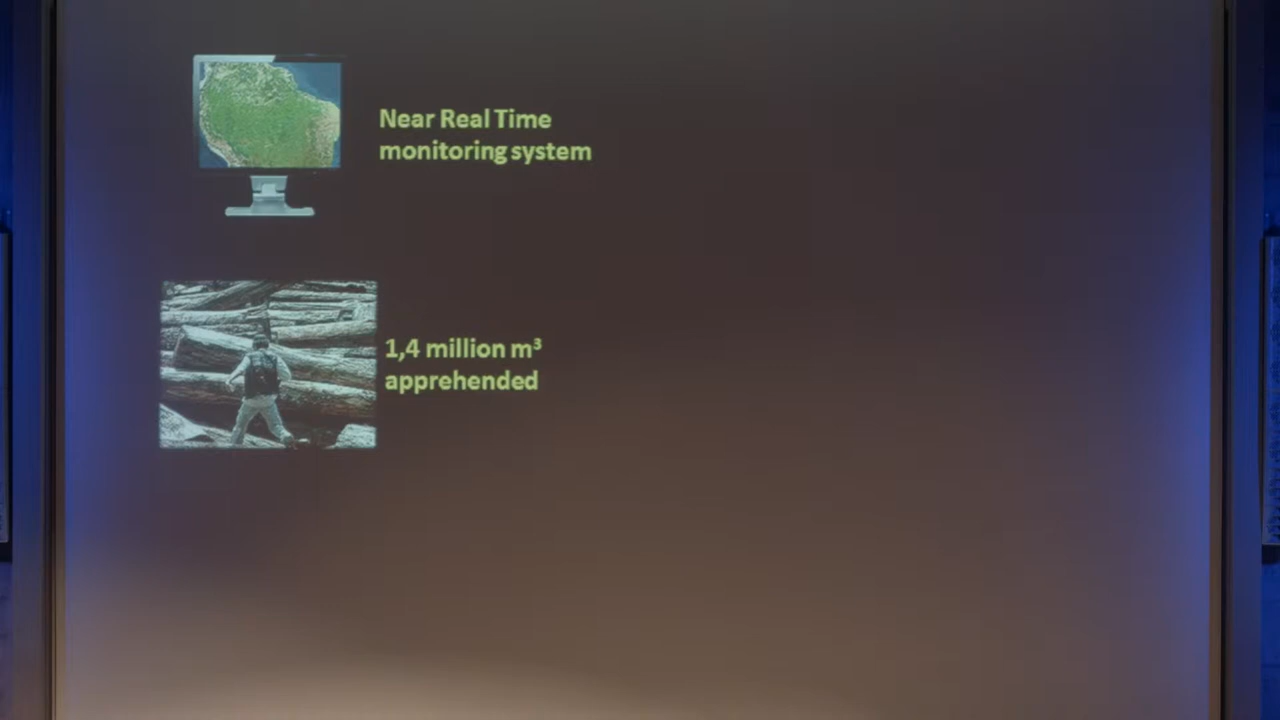 Near Real Time
monitoring system
1,4 million m³
apprehended